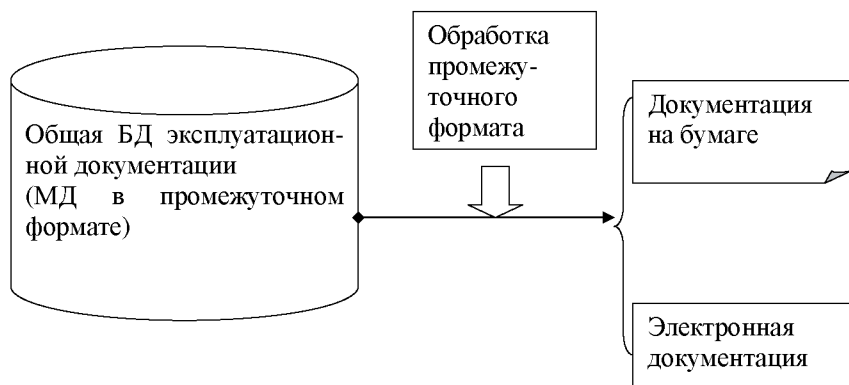 Общая БД эксплуатацион-
ной документации
(МД в промежуточном
формате)
Обработка
промежу-
точного
формата
Документация
на бумаге
Электронная
документация